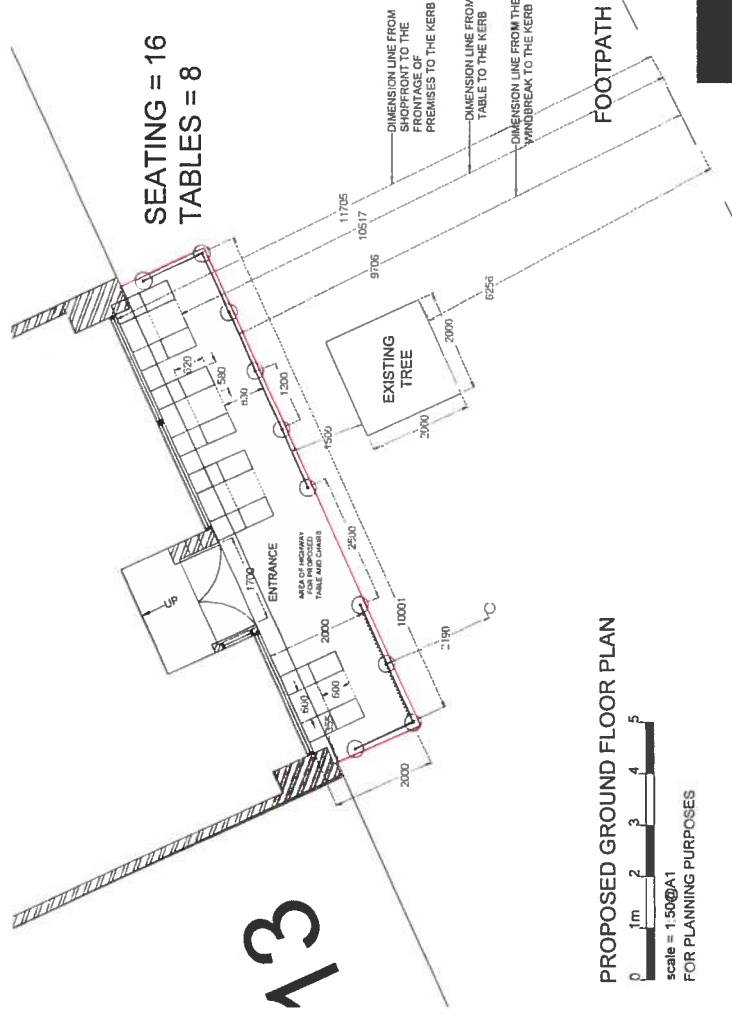 SEATING = 16
TABLES = 8
DIMENSION LINE FROM
SHOPFRONT TO THE
FRONTAGE OF
PREMISES TO THE KERB
DIMENSION LINE FROM
TABLE TO THE KERB
DIMENSION LINE FROM THE
WINDBREAK TO THE KERB
FOOTPATH
11705
10517
9706
6256
620
580
830
1200
1500
EXISTING
TREE
2000
2000
UP
1700
ENTRANCE
AREA OF HIGHWAY
FOR PROPOSED
TABLE AND CHAIRS
2500
2000
10001
600
600
2000
13
PROPOSED GROUND FLOOR PLAN
0 1m 2 3 4 5
scale = 1:50@A1
FOR PLANNING PURPOSES